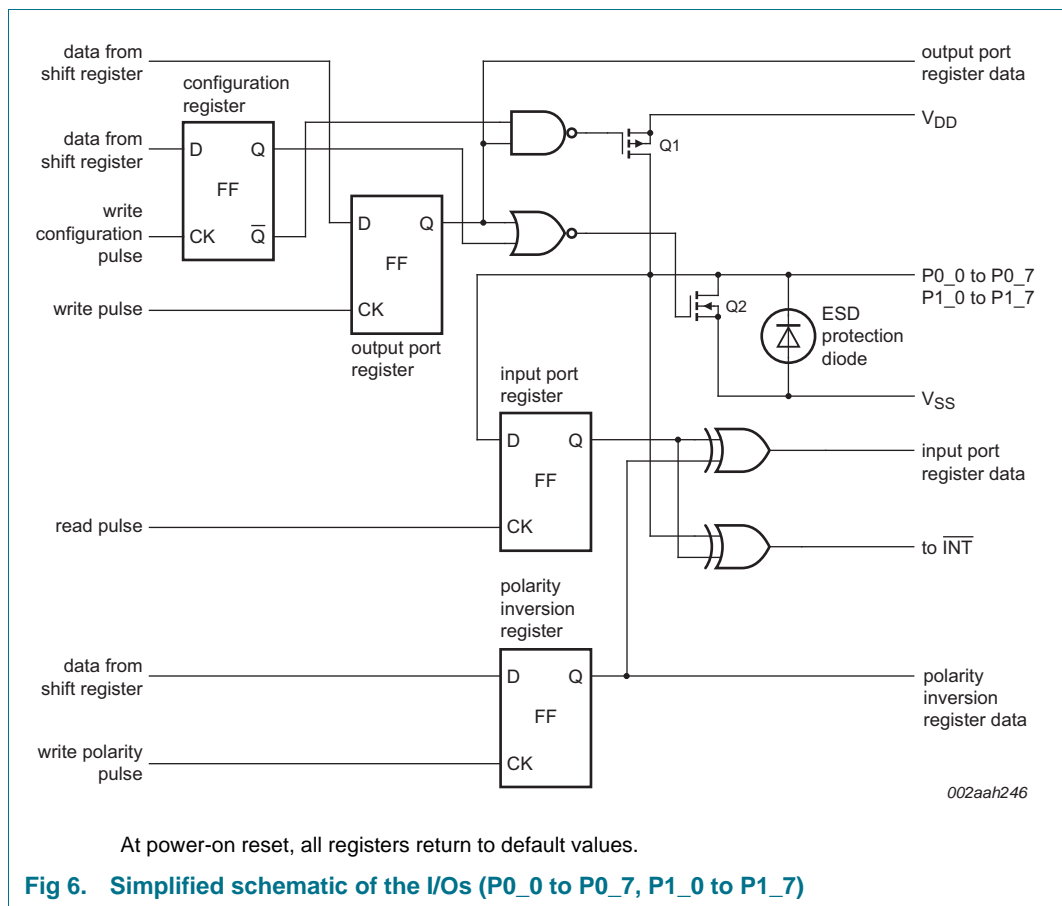 data from
shift register
configuration
register
data from
shift register
write
configuration
pulse
write pulse
D
Q
FF
CK
Q̅
D
Q
FF
CK
output port
register
output port
register data
VDD
Q1
P0_0 to P0_7
P1_0 to P1_7
Q2
ESD
protection
diode
VSS
input port
register
D
Q
FF
CK
read pulse
input port
register data
to I̅N̅T̅
polarity
inversion
register
data from
shift register
write polarity
pulse
D
Q
FF
CK
polarity
inversion
register data
002aah246
At power-on reset, all registers return to default values.
Fig 6. Simplified schematic of the I/Os (P0_0 to P0_7, P1_0 to P1_7)